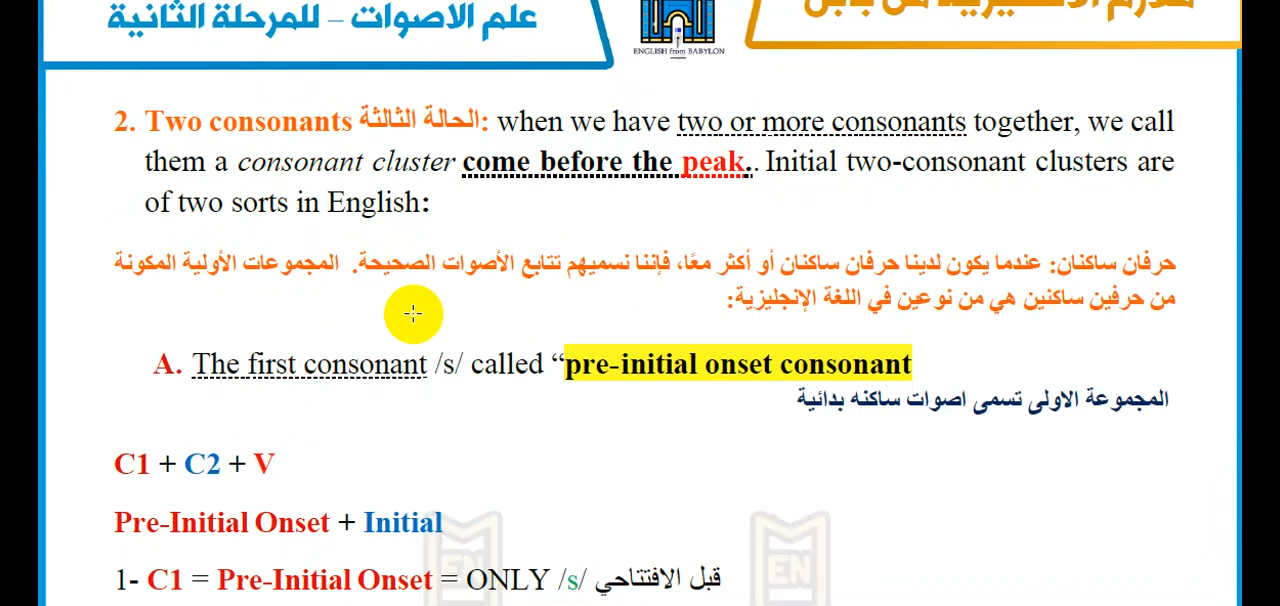 علم الاصوات – للمرحلة الثانية
ENGLISH from BABYLON
2. Two consonants الحالة الثالثة: when we have two or more consonants together, we call
them a consonant cluster come before the peak.. Initial two-consonant clusters are
of two sorts in English:
حرفان ساكنان: عندما يكون لدينا حرفان ساكنان أو أكثر معًا، فإننا نسميهم تتابع الأصوات الصحيحة. المجموعات الأولية المكونة
من حرفين ساكنين هي من نوعين في اللغة الإنجليزية:
A. The first consonant /s/ called “pre-initial onset consonant
المجموعة الاولى تسمى اصوات ساكنه بدائية
C1 + C2 + V
Pre-Initial Onset + Initial
1- C1 = Pre-Initial Onset = ONLY /s/ قبل الافتتاحي
EN
EN